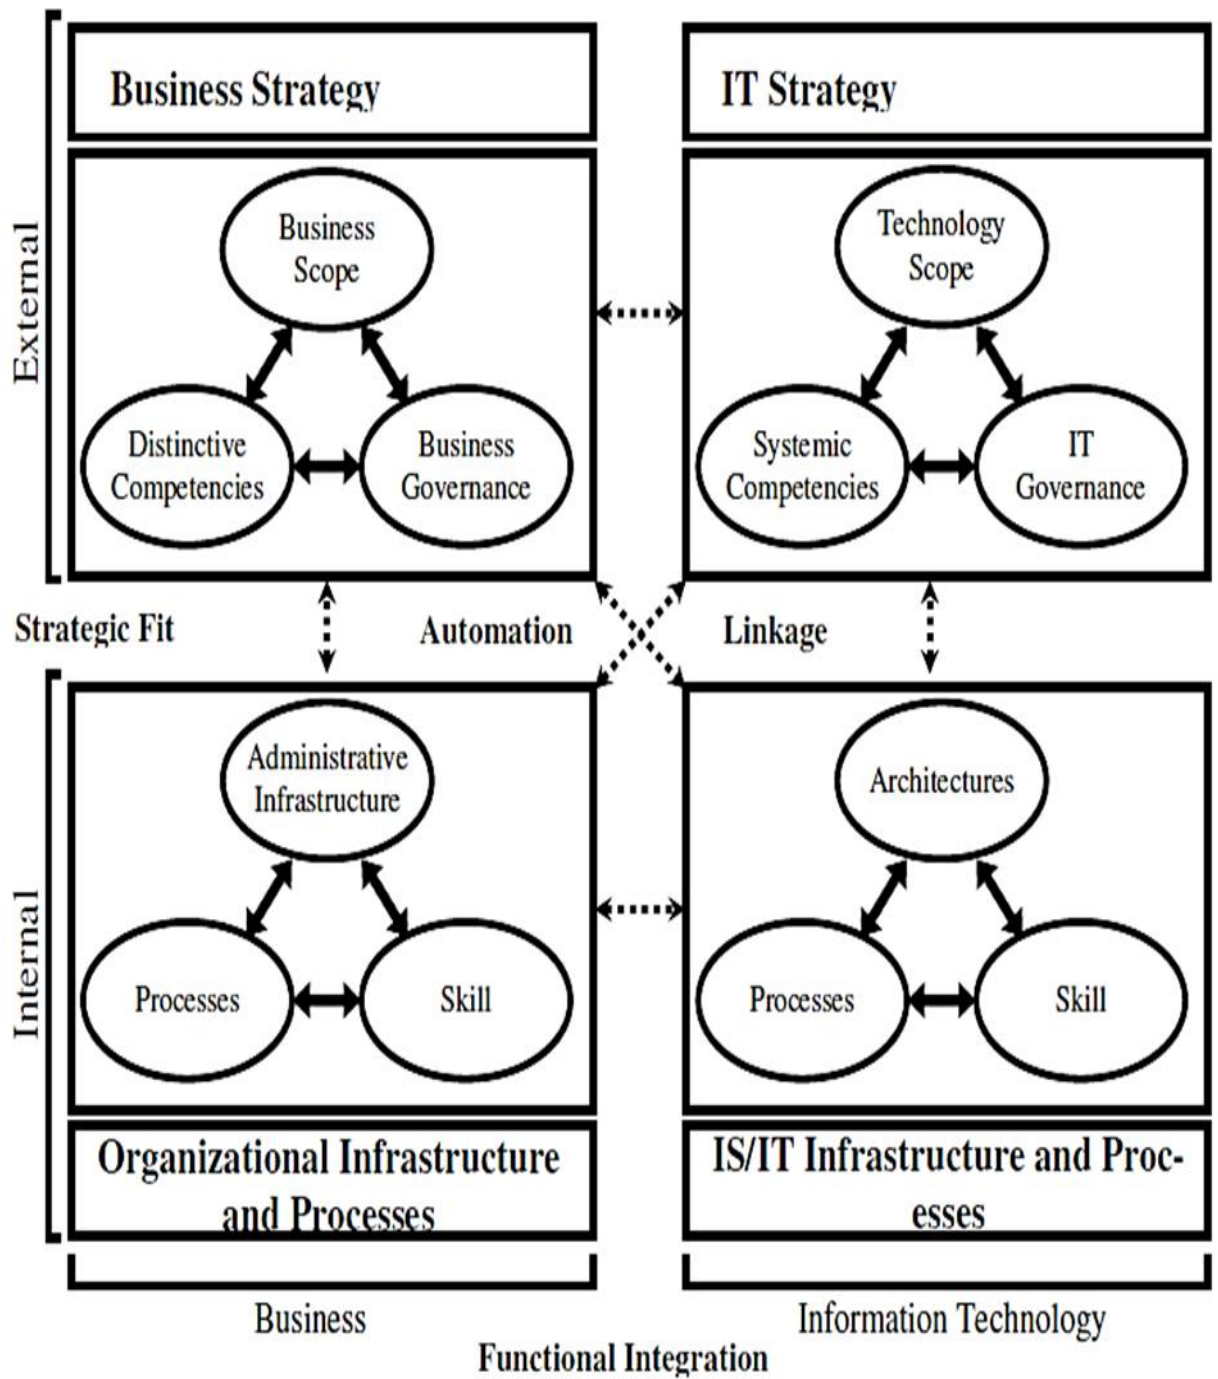 Business Strategy
IT Strategy
External
Business
Scope
Distinctive
Competencies
Business
Governance
Technology
Scope
Systemic
Competencies
IT
Governance
Strategic Fit
Automation
Linkage
Internal
Administrative
Infrastructure
Processes
Skill
Architectures
Processes
Skill
Organizational Infrastructure
and Processes
IS/IT Infrastructure and Proc-
esses
Business
Information Technology
Functional Integration